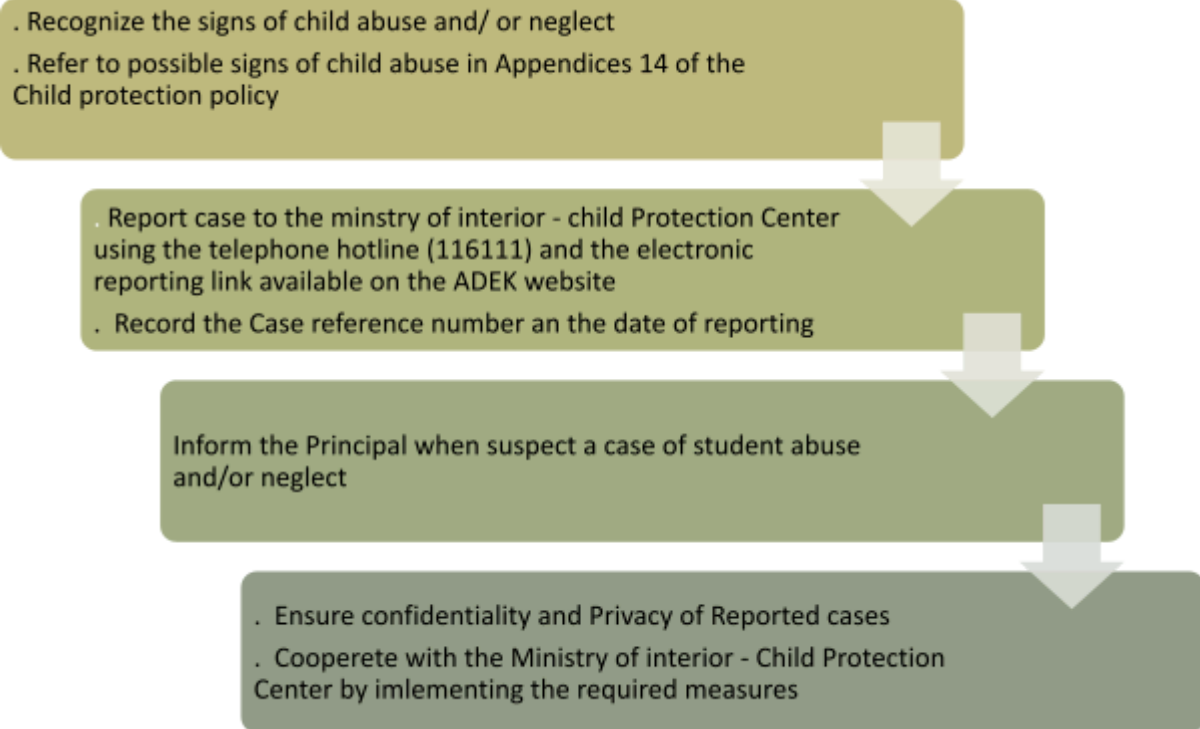 . Recognize the signs of child abuse and/ or neglect
. Refer to possible signs of child abuse in Appendices 14 of the
Child protection policy
. Report case to the minstry of interior - child Protection Center
using the telephone hotline (116111) and the electronic
reporting link available on the ADEK website
. Record the Case reference number an the date of reporting
Inform the Principal when suspect a case of student abuse
and/or neglect
. Ensure confidentiality and Privacy of Reported cases
. Cooperete with the Ministry of interior - Child Protection
Center by imlementing the required measures